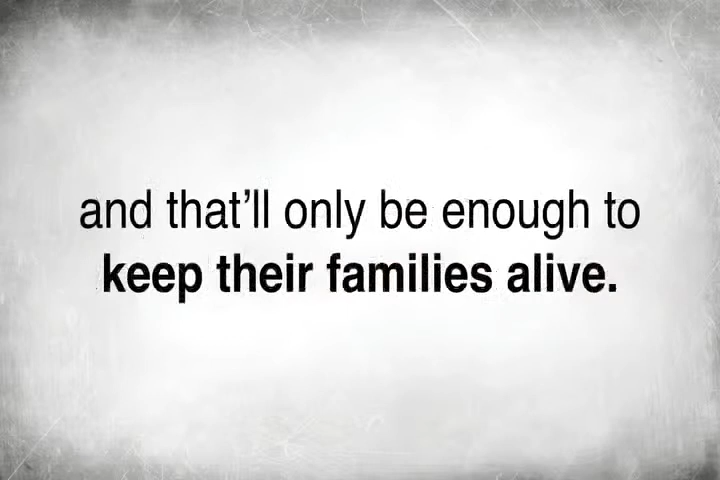 and that’ll only be enough to
keep their families alive.